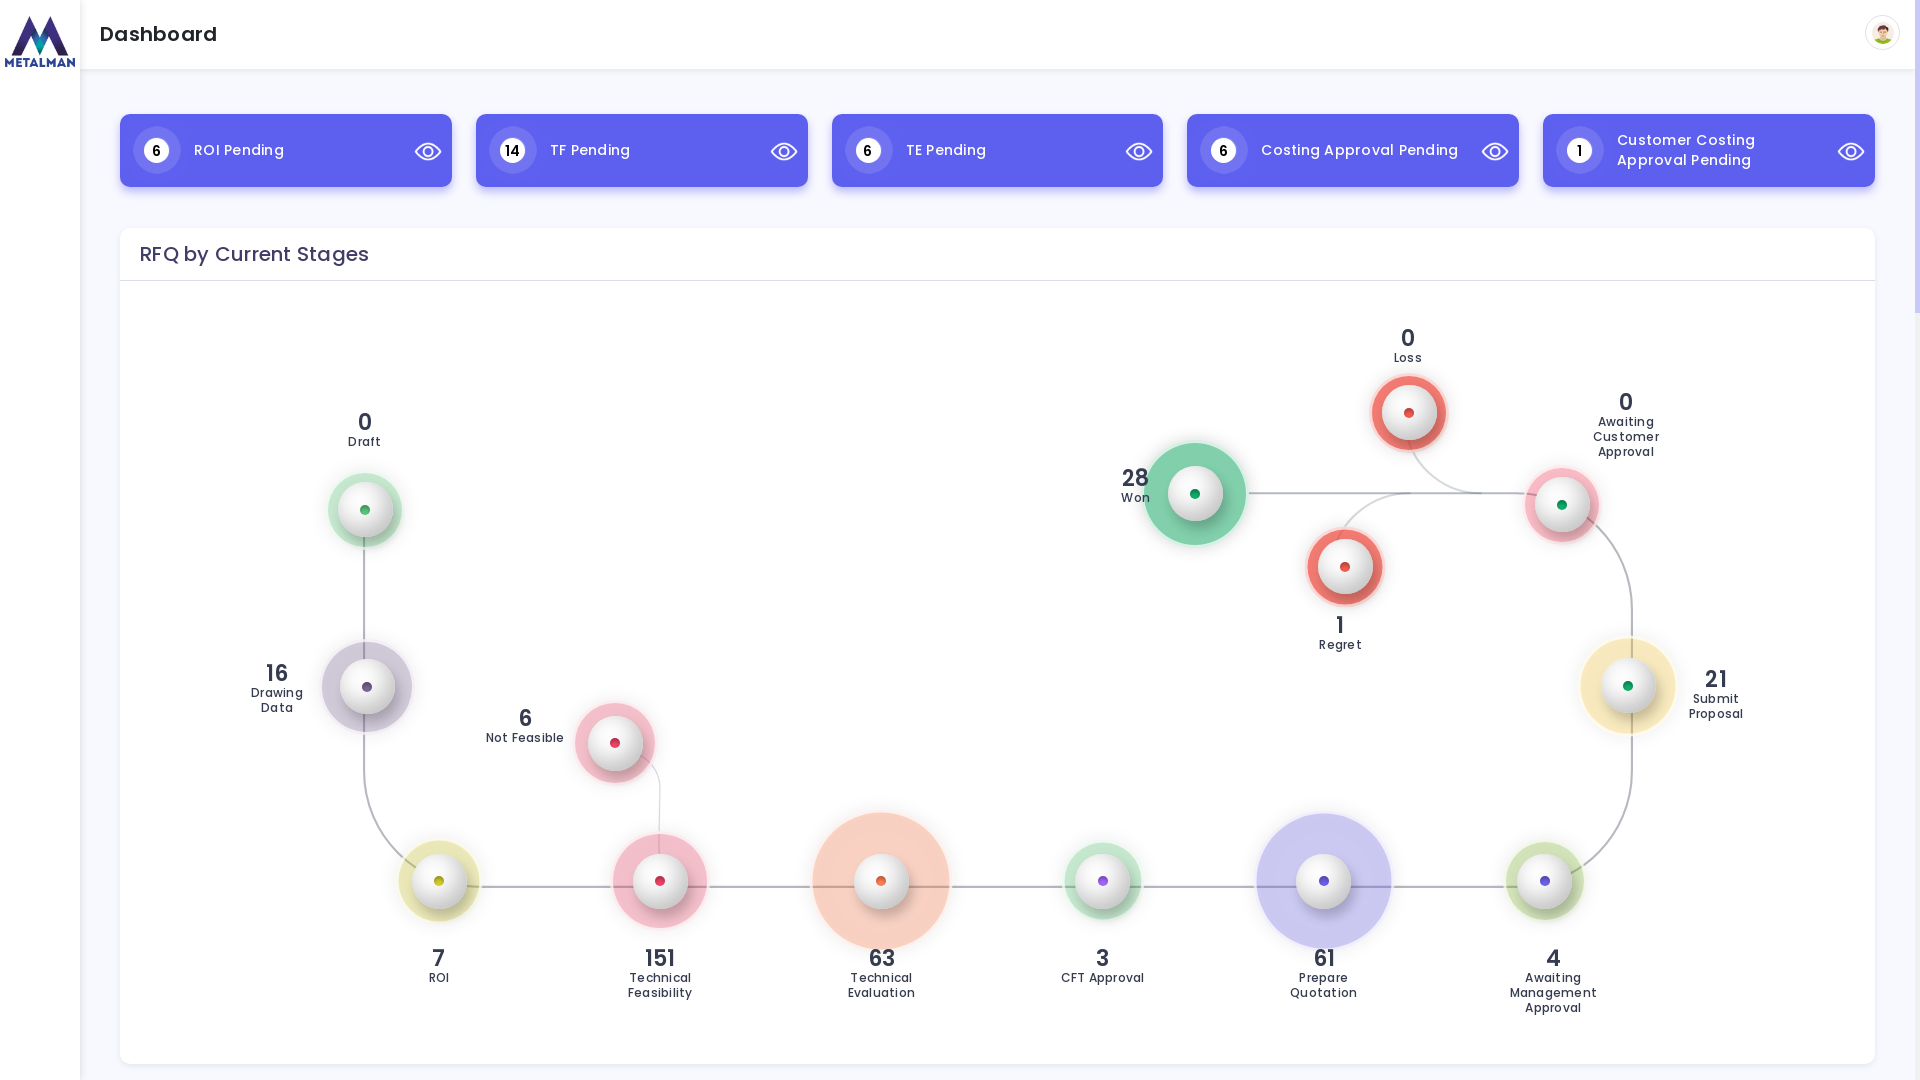 METALMAN
Dashboard
6
ROI Pending
14
TF Pending
6
TE Pending
6
Costing Approval Pending
1
Customer Costing
Approval Pending
RFQ by Current Stages
0
Loss
0
Awaiting
Customer
Approval
0
Draft
28
Won
1
Regret
16
Drawing
Data
21
Submit
Proposal
6
Not Feasible
7
ROI
151
Technical
Feasibility
63
Technical
Evaluation
3
CFT Approval
61
Prepare
Quotation
4
Awaiting
Management
Approval